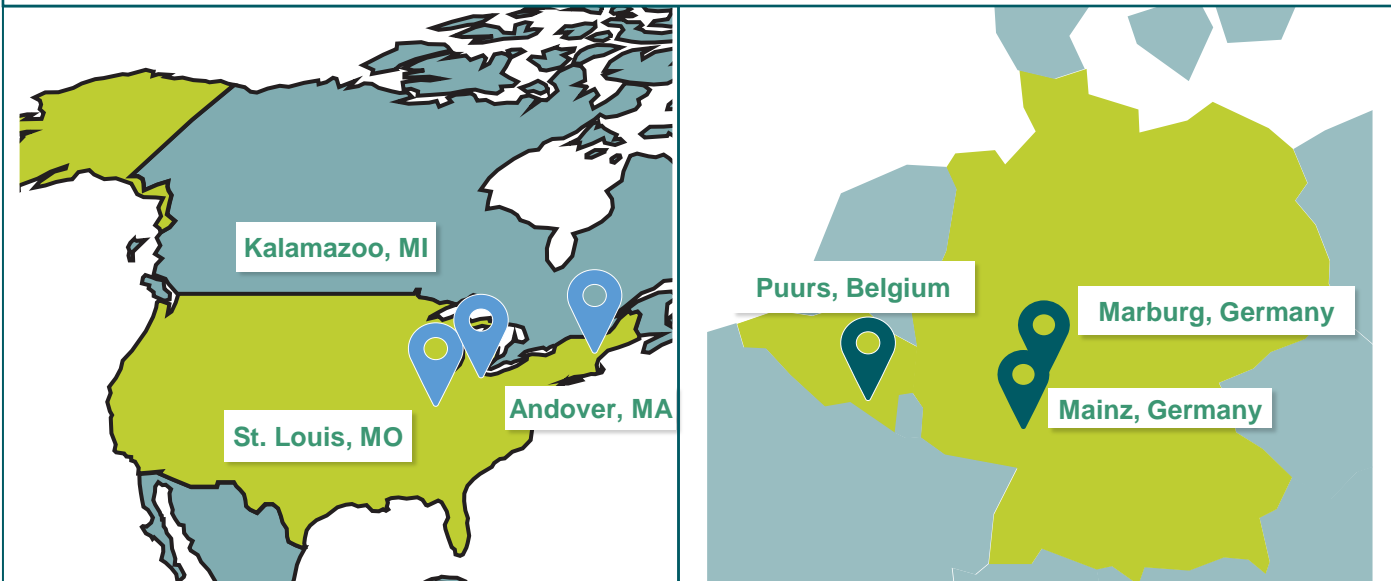 Kalamazoo, MI
St. Louis, MO
Andover, MA
Puurs, Belgium
Marburg, Germany
Mainz, Germany